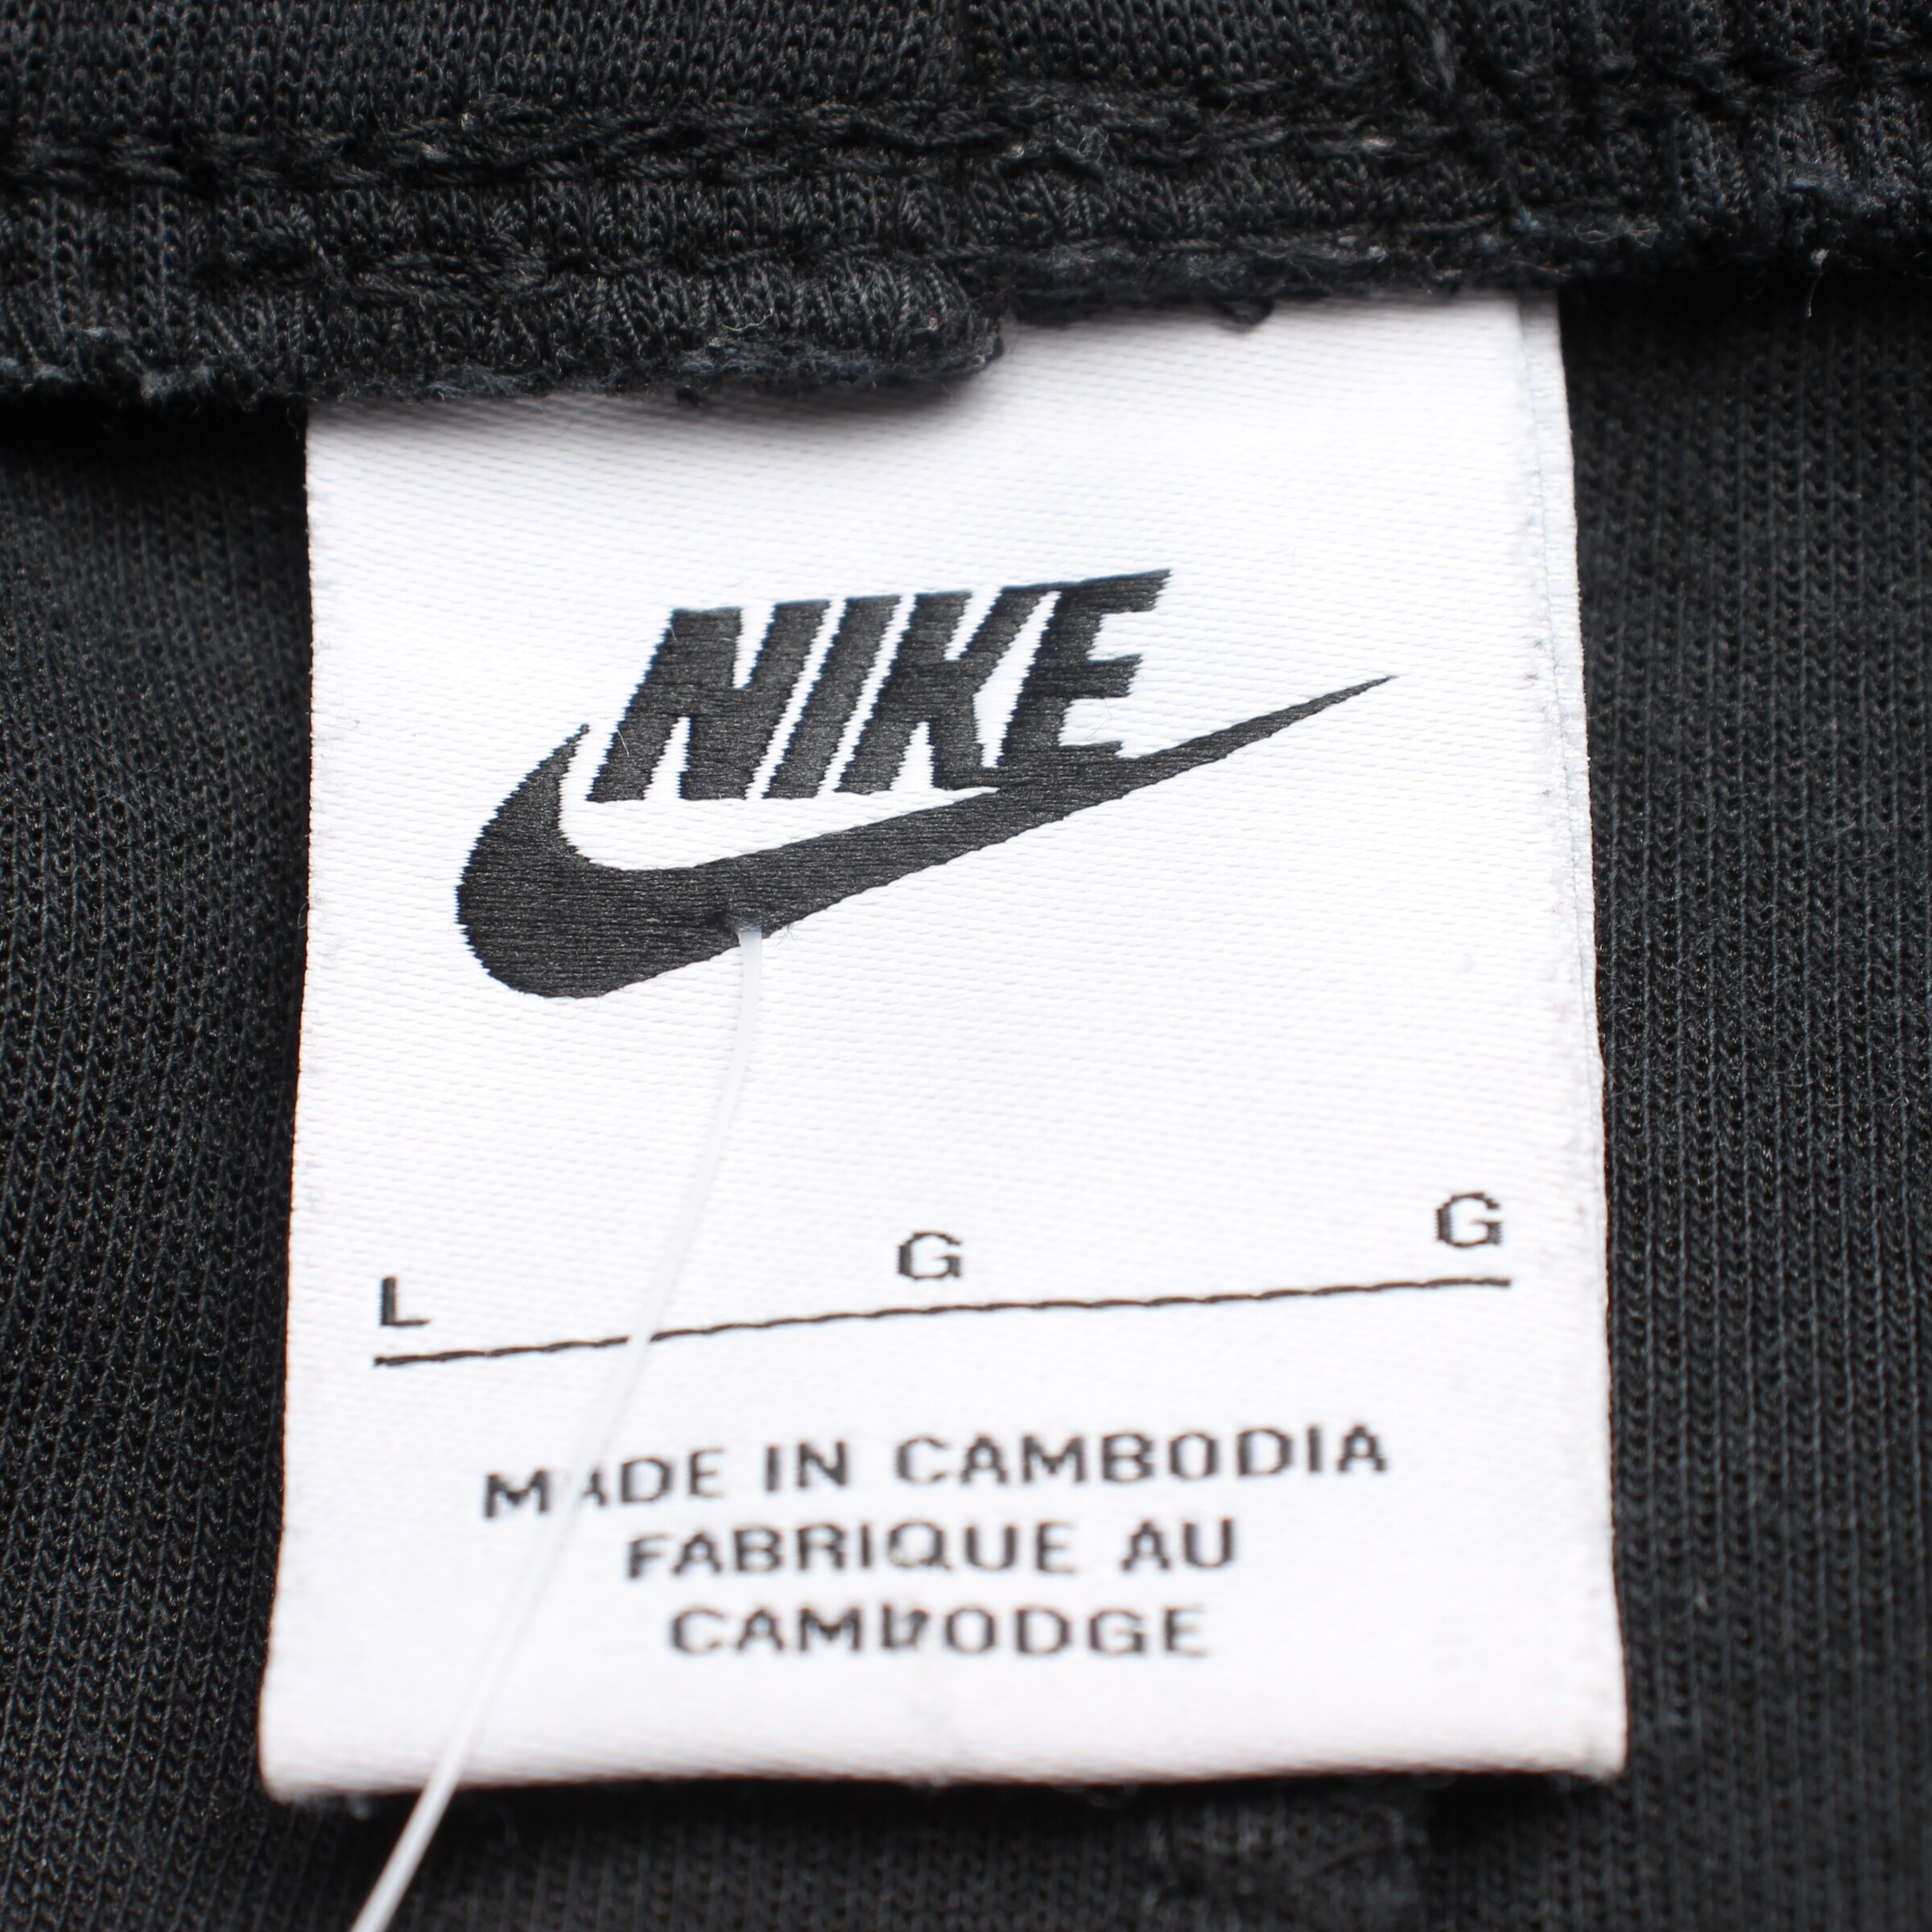 NIKE
L G G
MADE IN CAMBODIA
FABRIQUE AU
CAMBODGE